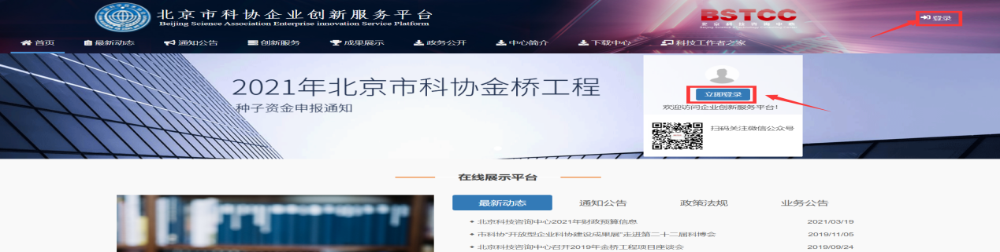 北京市科协企业创新服务平台
Beijing Science Association Enterprise innovation Service Platform
BSTCC
北京科技咨询中心
登录
首页 最新动态 通知公告 创新服务 成果展示 政务公开 中心简介 下载中心 科技工作者之家
2021年北京市科协金桥工程
种子资金申报通知
立即登录
欢迎访问企业创新服务平台!
扫码关注微信公众号
在线展示平台
最新动态 通知公告 政策法规 业务公告
北京科技咨询中心2021年财政预算信息 2021/03/19
市科协“开放型企业科协建设成果展”走进第二十二届科博会 2019/11/05
北京科技咨询中心召开2019年金桥工程项目座谈会 2019/09/24